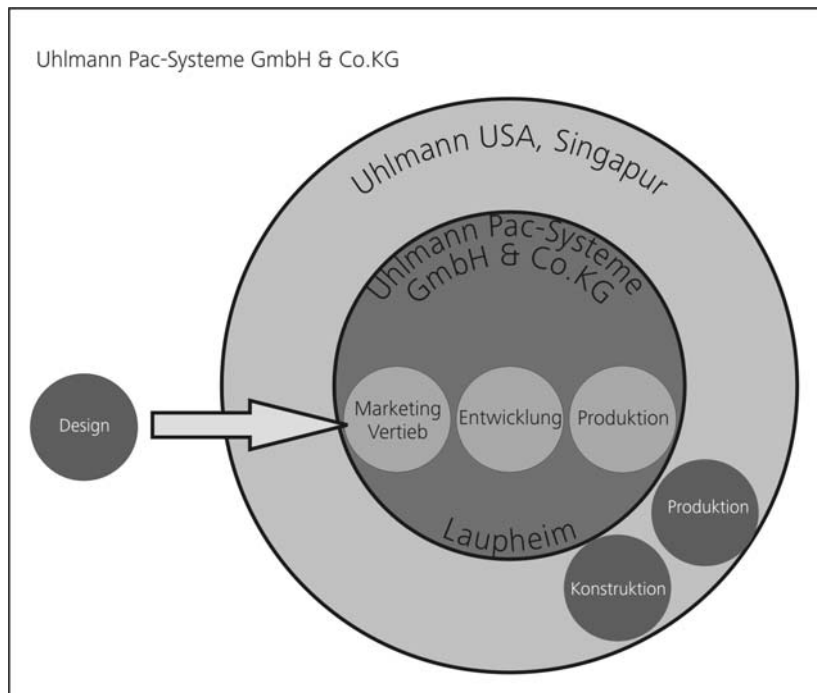 Uhlmann Pac-Systeme GmbH & Co.KG
Uhlmann USA, Singapur
Uhlmann Pac-Systeme
GmbH & Co.KG
Design
Marketing
Vertieb
Entwicklung
Produktion
Laupheim
Produktion
Konstruktion